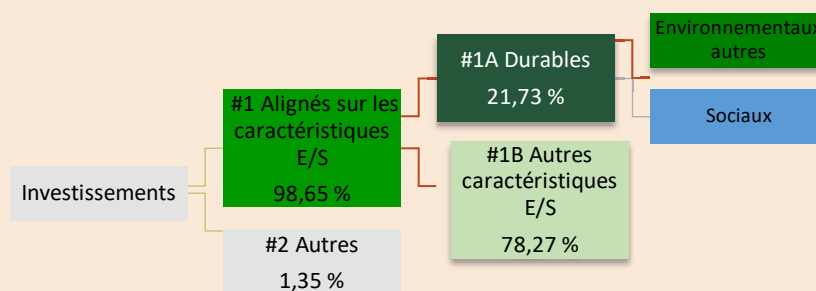 Investissements
#1 Alignés sur les
caractéristiques
E/S
98,65 %
#2 Autres
1,35 %
#1A Durables
21,73 %
#1B Autres
caractéristiques
E/S
78,27 %
Environnementaux
autres
Sociaux